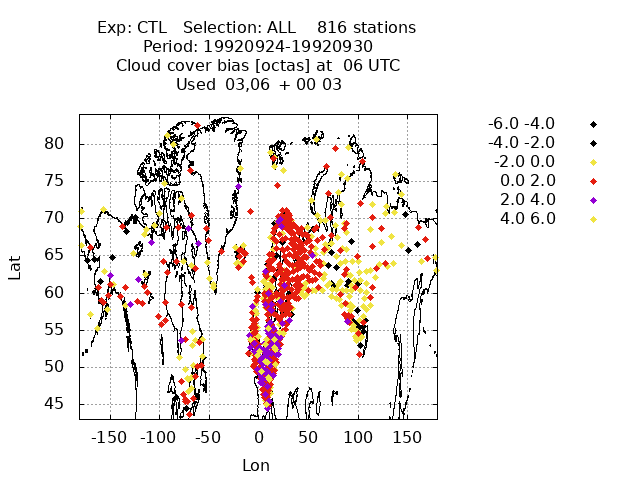 Exp: CTL   Selection: ALL    816 stations
Period: 19920924-19920930
Cloud cover bias [octas] at  06 UTC
Used  03,06  + 00 03
-6.0 -4.0
-4.0 -2.0
-2.0 0.0
0.0 2.0
2.0 4.0
4.0 6.0
80
75
70
65
60
55
50
45
Lat
-150 -100 -50 0 50 100 150
Lon